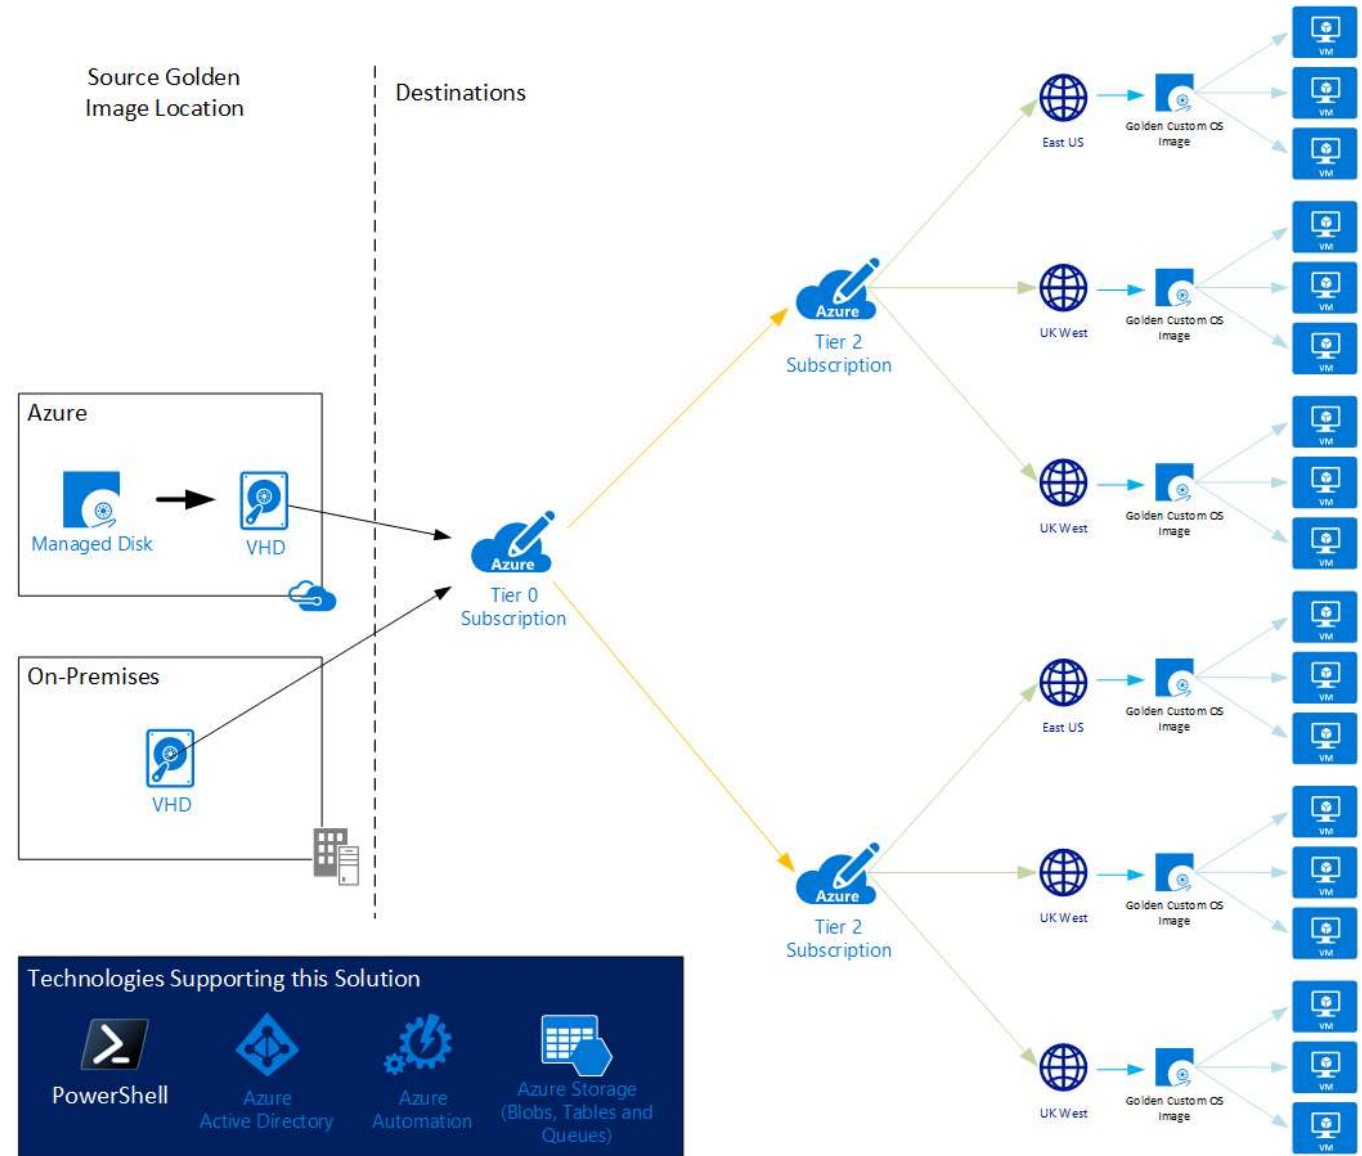 Source Golden
Image Location
Destinations
Azure
Managed Disk
VHD
On-Premises
VHD
Azure
Tier 0
Subscription
Azure
Tier 2
Subscription
East US
Golden Custom OS
Image
VM
VM
VM
UK West
Golden Custom OS
Image
VM
VM
VM
UK West
Golden Custom OS
Image
VM
VM
VM
Azure
Tier 2
Subscription
East US
Golden Custom OS
Image
VM
VM
VM
UK West
Golden Custom OS
Image
VM
VM
VM
UK West
Golden Custom OS
Image
VM
VM
VM
Technologies Supporting this Solution
PowerShell
Azure
Active Directory
Azure
Automation
Azure Storage
(Blobs, Tables and
Queues)